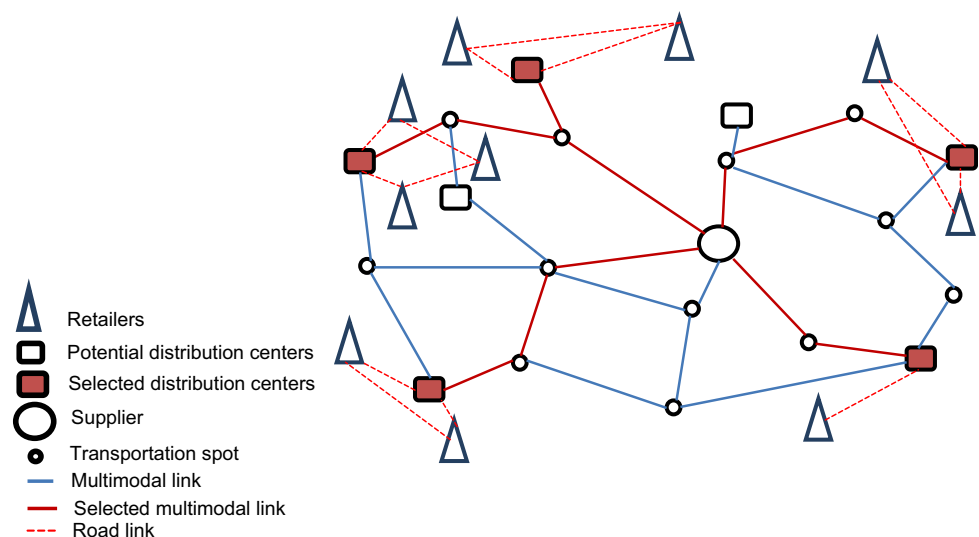 Retailers
Potential distribution centers
Selected distribution centers
Supplier
Transportation spot
Multimodal link
Selected multimodal link
Road link